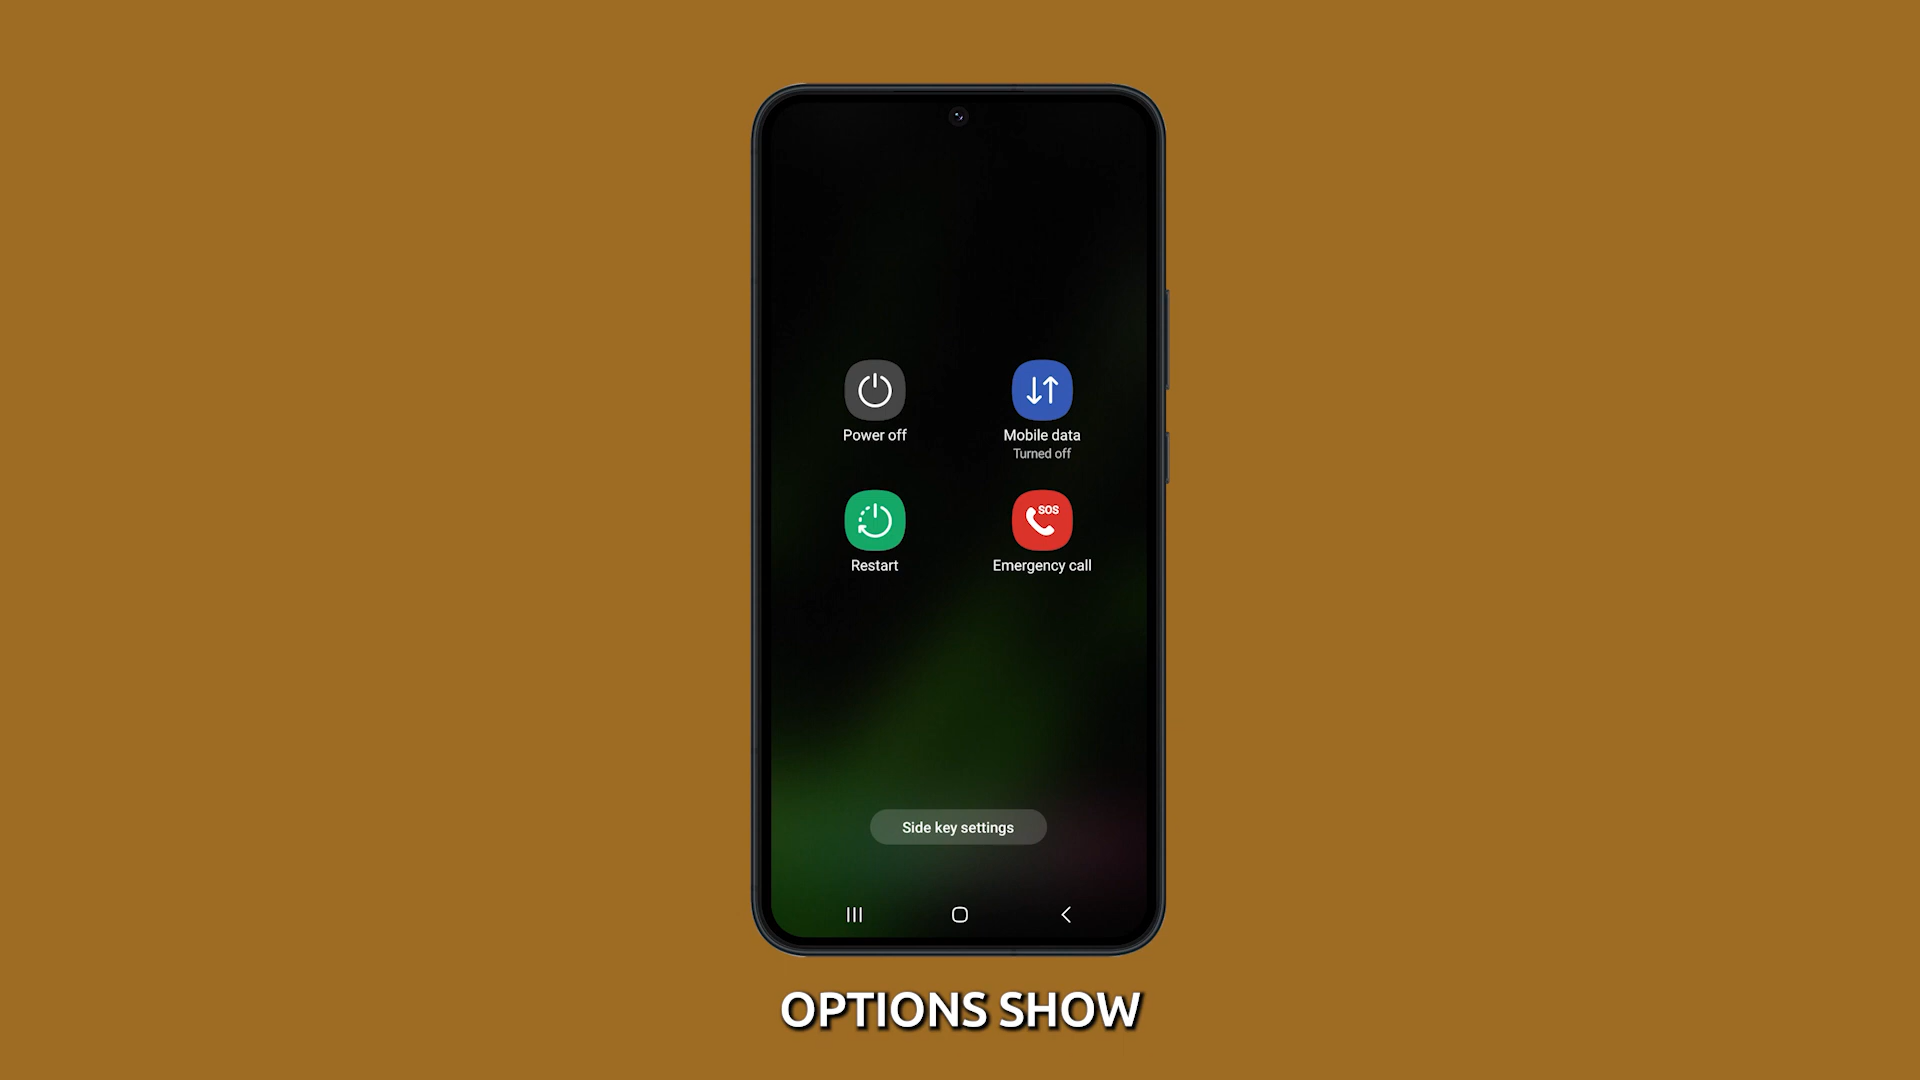 Power off
Mobile data
Turned off
SOS
Restart
Emergency call
Side key settings
OPTIONS SHOW